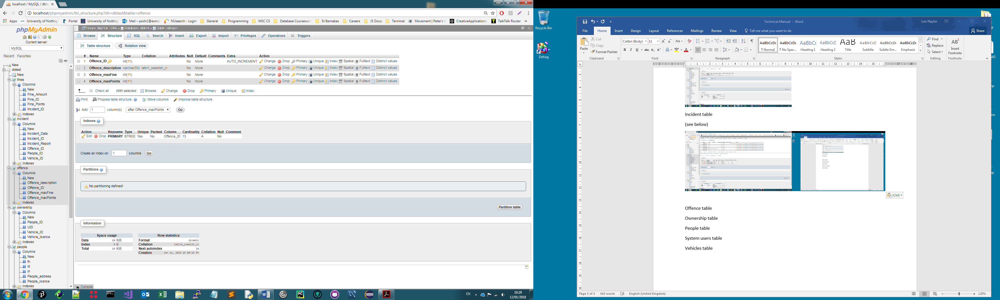 localhost / MySQL / dbte
Leo
localhost/phpmyadmin/tbl_structure.php?db=dbtest&table=offence
Apps University of Notting Portal University of Notting Mail – psxln1@exma NUsearch - Login General Programming MSC CS Database Coursework St Barnabas Careers JS Docu Terminal Movement | Peter's V CreativeApplications. TalkTalk Router »
phpMyAdmin
Current server:
MySQL
Recent Favorites
New
dbtest
New
fines
Columns
New
Fine_Amount
Fine_ID
Fine_Points
Incident_ID
Indexes
incident
Columns
New
Incident_Date
Incident_ID
Incident_Report
Offence_ID
People_ID
Vehicle_ID
Indexes
offence
Columns
New
Offence_description
Offence_ID
Offence_maxFine
Offence_maxPoints
Indexes
ownership
Columns
New
People_ID
UID
Vehicle_ID
Vehicle_licence
Indexes
people
Columns
New
fn
id
ln
People_address
People_licence
Indexes
Server: MySQL:3306 » Database: dbtest » Table: offence
Browse Structure SQL Search Insert Export Import Privileges Operations Triggers
Table structure Relation view
# Name Type Collation Attributes Null Default Comments Extra Action
1 Offence_ID int(11) No None AUTO_INCREMENT Change Drop Primary Unique Index Spatial Fulltext Distinct values
2 Offence_description varchar(50) latin1_swedish_ci No None Change Drop Primary Unique Index Spatial Fulltext Distinct values
3 Offence_maxFine int(11) No None Change Drop Primary Unique Index Spatial Fulltext Distinct values
4 Offence_maxPoints int(11) No None Change Drop Primary Unique Index Spatial Fulltext Distinct values
Check all With selected: Browse Change Drop Primary Unique Index
Print Propose table structure Move columns Improve table structure
Add 1 column(s) after Offence_maxPoints Go
Indexes
Action Keyname Type Unique Packed Column Cardinality Collation Null Comment
Edit Drop PRIMARY BTREE Yes No Offence_ID 13 A No
Create an index on 1 columns Go
Partitions
No partitioning defined!
Partition table
Information
Space usage
Data 16 KiB
Index 0 B
Total 16 KiB
Row statistics
Format dynamic
Collation latin1_swedish_ci
Next autoindex 14
Creation Jan 11, 2018 at 08:19 PM
Console
EN
10:29
12/01/2018
Recycle Bin
Defrag
Technical Manual - Word
Leo Naylor
File Home Insert Design Layout References Mailings Review View Tell me what you want to do Share
Paste
Cut
Copy
Format Painter
Clipboard
Calibri (Body) 11
Font
Paragraph
AaBbCcDc AaBbCcDc AaBbCc AaBbCcC AaB AaBbCcD AaBbCcDc AaBbCcDc
¶ Normal ¶ No Spac... Heading 1 Heading 2 Title Subtitle Subtle Em... Emphasis
Styles
Find
Replace
Select
Editing
AB1
Insert
Footnote
Footnote
Incident table
(see below)
(Ctrl)
Offence table
Ownership table
People table
System users table
Vehicles table
Page 3 of 3 410 words English (United Kingdom)
120%